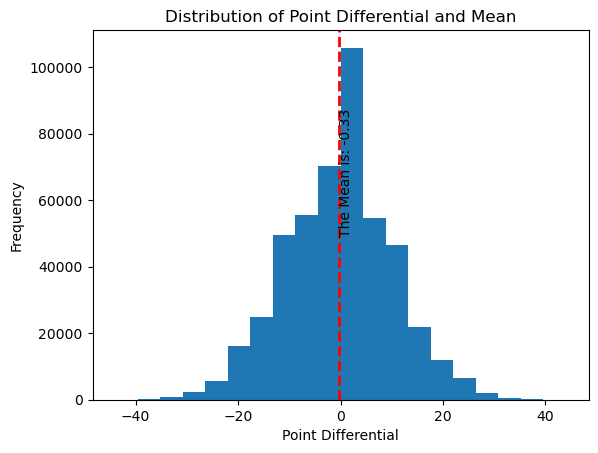 Distribution of Point Differential and Mean
100000
80000
60000
40000
20000
0
Frequency
The Mean is: -0.33
−40
−20
0
20
40
Point Differential